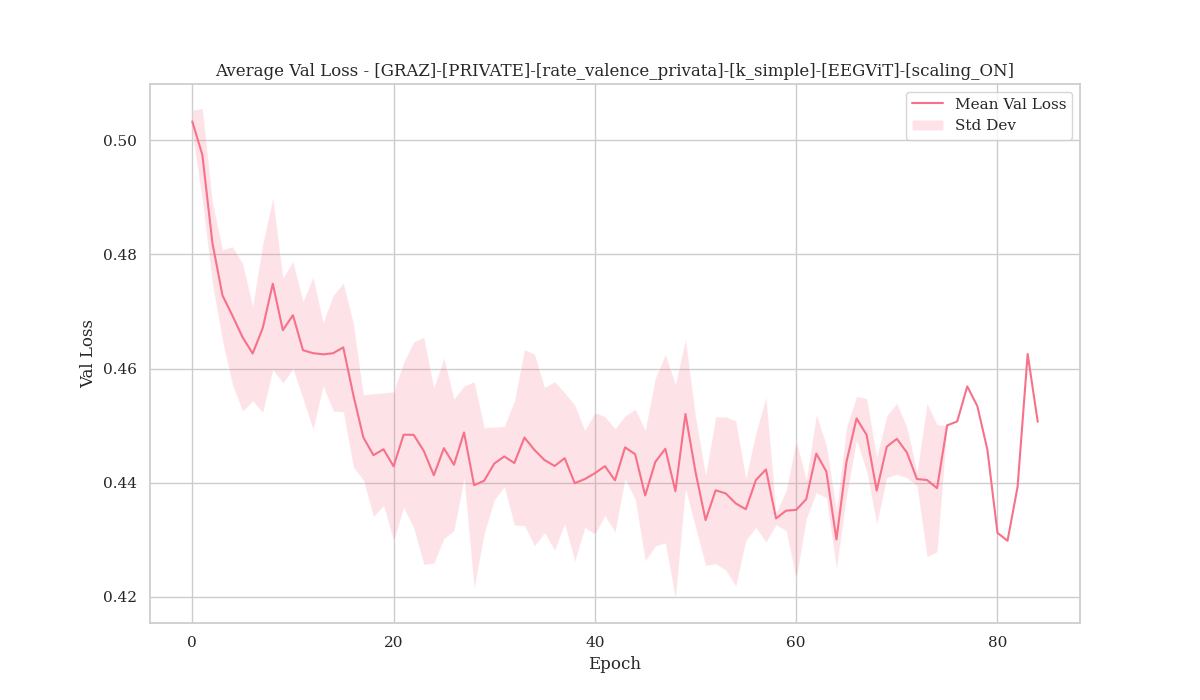 Average Val Loss - [GRAZ]-[PRIVATE]-[rate_valence_privata]-[k_simple]-[EEGViT]-[scaling_ON]
Mean Val Loss
Std Dev
0.50
0.48
0.46
0.44
0.42
Val Loss
0
20
40
60
80
Epoch